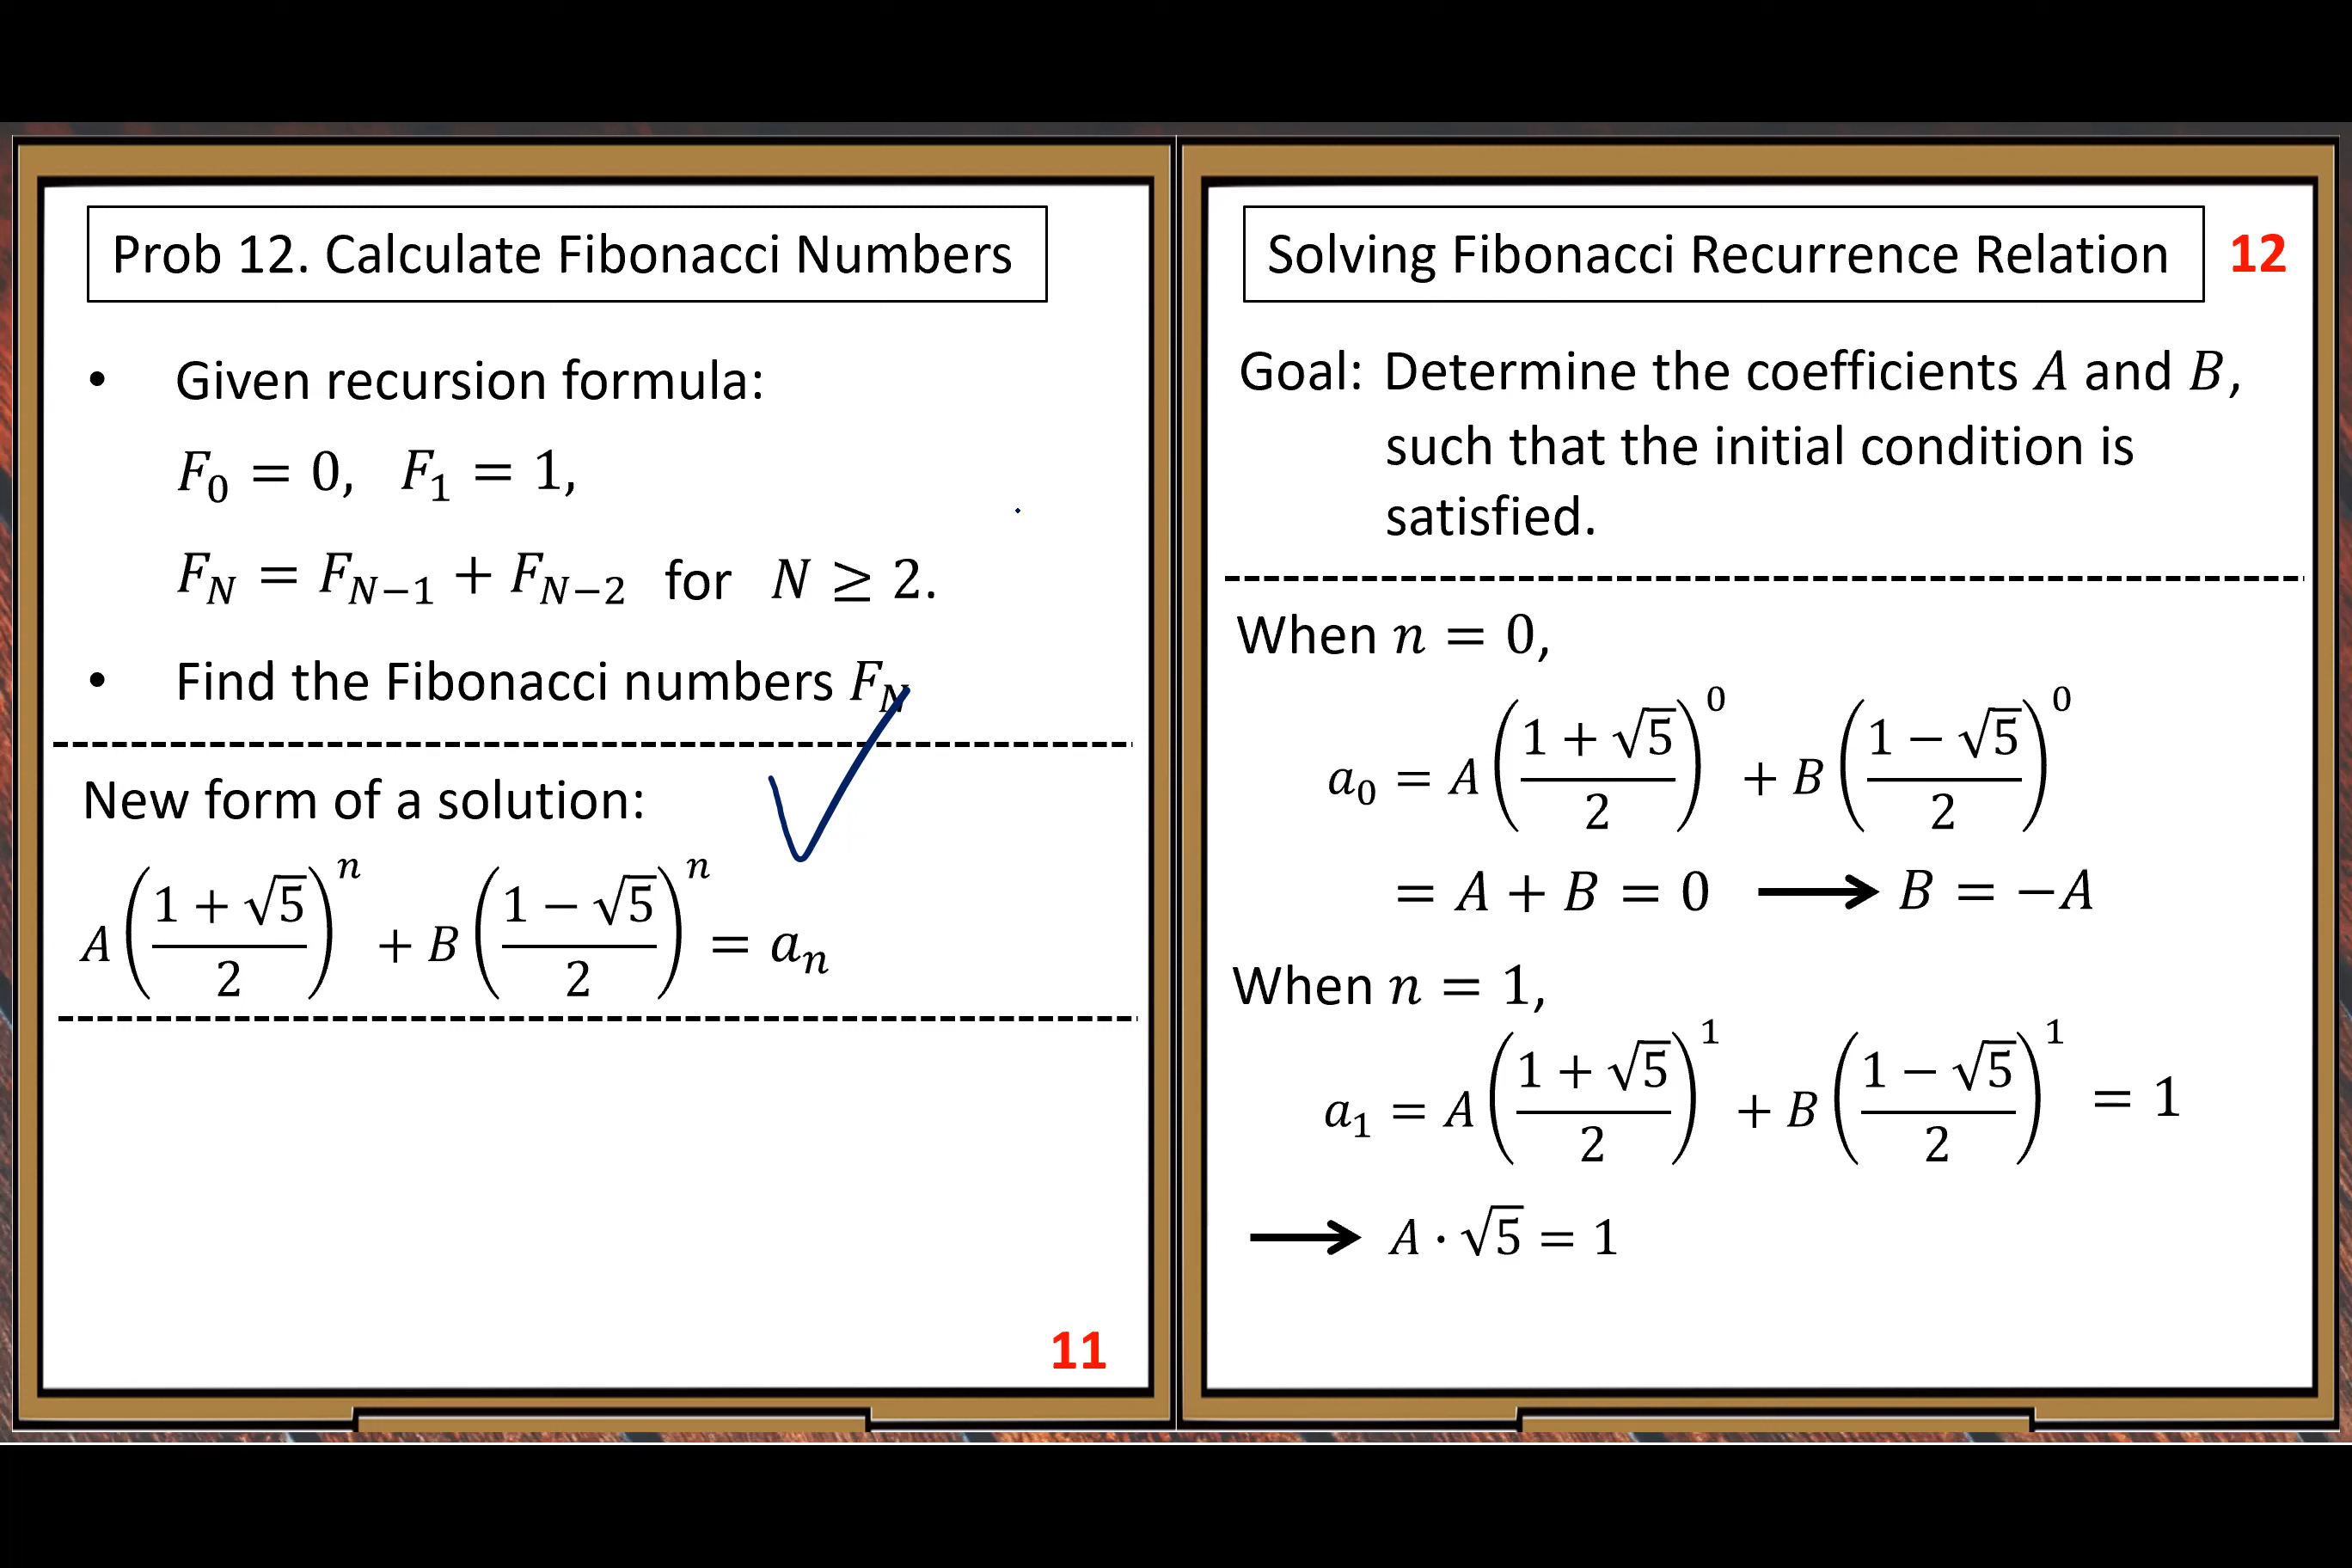 Prob 12. Calculate Fibonacci Numbers
• Given recursion formula:
F₀ = 0, F₁ = 1,
F_N = F_{N−1} + F_{N−2} for N ≥ 2.
• Find the Fibonacci numbers F_N
New form of a solution:
A((1 + √5)/2)^n + B((1 − √5)/2)^n = a_n
11
Solving Fibonacci Recurrence Relation 12
Goal: Determine the coefficients A and B,
such that the initial condition is
satisfied.
When n = 0,
a₀ = A((1 + √5)/2)^0 + B((1 − √5)/2)^0
= A + B = 0 ⟶ B = −A
When n = 1,
a₁ = A((1 + √5)/2)^1 + B((1 − √5)/2)^1 = 1
⟶ A · √5 = 1